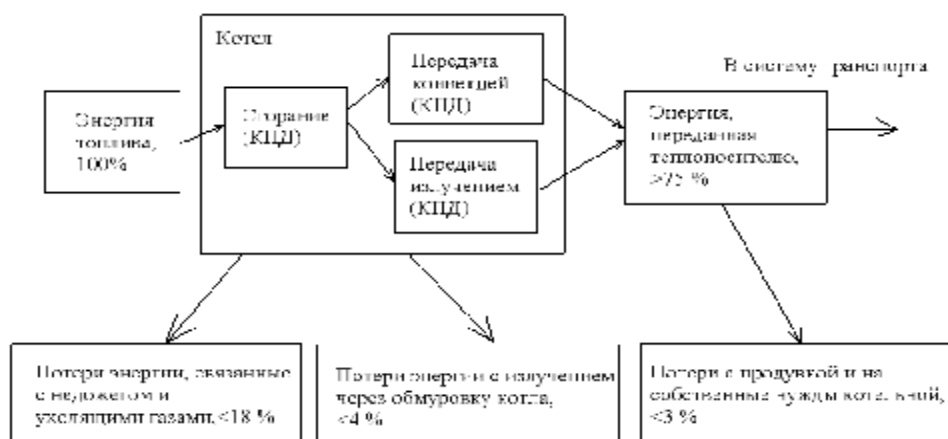 Котел
Передача
конвекцией
(КПД)
В систему транспорта
Энергия
топлива,
100%
Сгорание
(КПД)
Энергия,
переданная
теплоносителю,
>75 %
Передача
излучением
(КПД)
Потери энергии, связанные
с недожегом и
уходящими газами, <18 %
Потери энергии с излучением
через обмуровку котла,
<4 %
Потери с продувкой и на
собственные нужды котельной,
<3 %